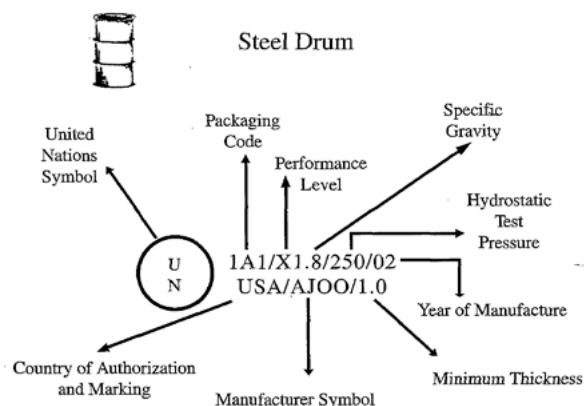 Steel Drum
Specific
Gravity
Packaging
Code
United
Nations
Symbol
Performance
Level
Hydrostatic
Test
Pressure
U
N
1A1/X1.8/250/02
USA/AJOO/1.0
Year of Manufacture
Country of Authorization
and Marking
Manufacturer Symbol
Minimum Thickness